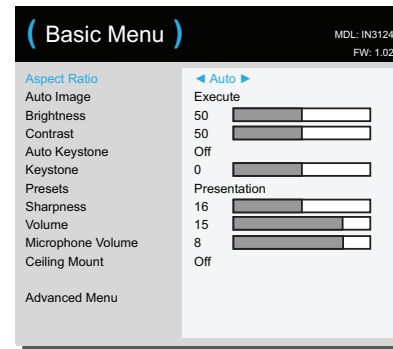 ( Basic Menu )
MDL: IN3124
FW: 1.02
Aspect Ratio ◄ Auto ►
Auto Image Execute
Brightness 50
Contrast 50
Auto Keystone Off
Keystone 0
Presets Presentation
Sharpness 16
Volume 15
Microphone Volume 8
Ceiling Mount Off
Advanced Menu